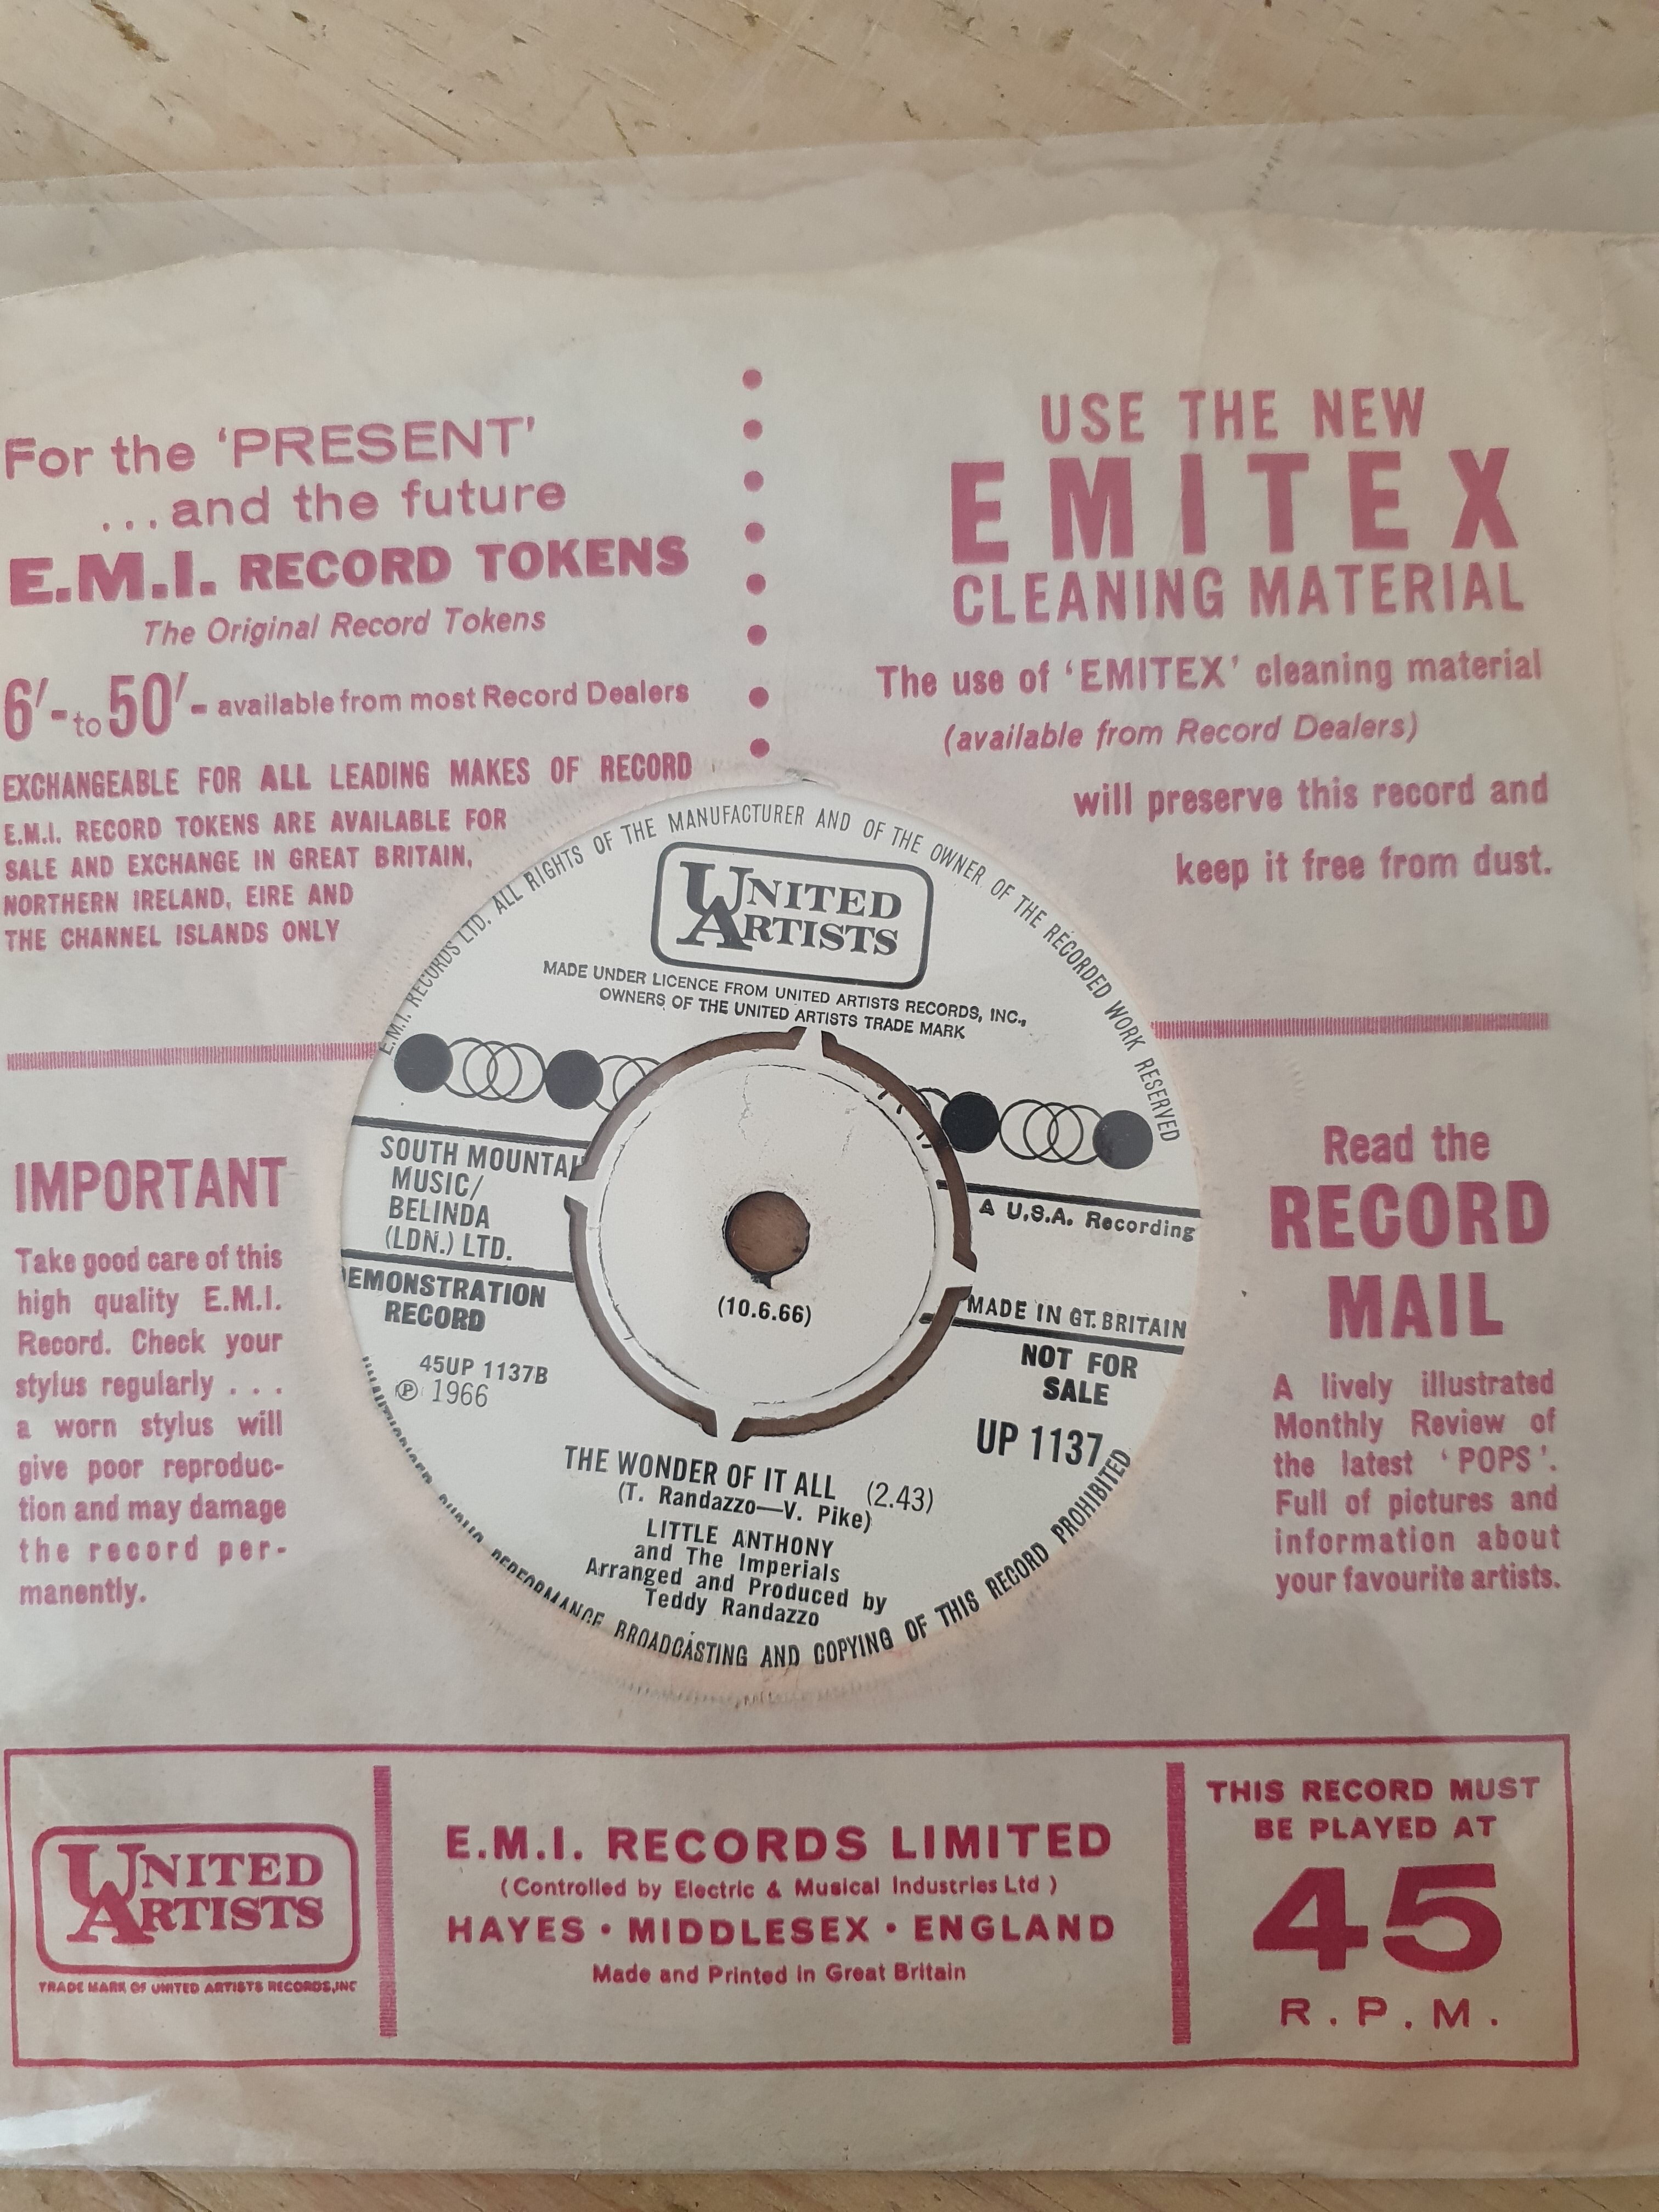 For the 'PRESENT'
...and the future
E.M.I. RECORD TOKENS
The Original Record Tokens
6/- to 50/- available from most Record Dealers
EXCHANGEABLE FOR ALL LEADING MAKES OF RECORD
E.M.I. RECORD TOKENS ARE AVAILABLE FOR
SALE AND EXCHANGE IN GREAT BRITAIN,
NORTHERN IRELAND, EIRE AND
THE CHANNEL ISLANDS ONLY
USE THE NEW
EMITEX
CLEANING MATERIAL
The use of 'EMITEX' cleaning material
(available from Record Dealers)
will preserve this record and
keep it free from dust.
E.M.I. RECORDS LTD. ALL RIGHTS OF THE MANUFACTURER AND OF THE OWNER OF THE RECORDED WORK RESERVED
UNITED
ARTISTS
MADE UNDER LICENCE FROM UNITED ARTISTS RECORDS, INC.,
OWNERS OF THE UNITED ARTISTS TRADE MARK
SOUTH MOUNTAI
MUSIC/
BELINDA
(LDN.) LTD.
EMONSTRATION
RECORD
45UP 1137B
Ⓟ 1966
(10.6.66)
A U.S.A. Recording
MADE IN GT. BRITAIN
NOT FOR
SALE
UP 1137
THE WONDER OF IT ALL (2.43)
(T. Randazzo—V. Pike)
LITTLE ANTHONY
and The Imperials
Arranged and Produced by
Teddy Randazzo
PERFORMANCE BROADCASTING AND COPYING OF THIS RECORD PROHIBITED
IMPORTANT
Take good care of this
high quality E.M.I.
Record. Check your
stylus regularly . . .
a worn stylus will
give poor reproduc-
tion and may damage
the record per-
manently.
Read the
RECORD
MAIL
A lively illustrated
Monthly Review of
the latest 'POPS'.
Full of pictures and
information about
your favourite artists.
UNITED
ARTISTS
TRADE MARK OF UNITED ARTISTS RECORDS, INC
E.M.I. RECORDS LIMITED
(Controlled by Electric & Musical Industries Ltd)
HAYES • MIDDLESEX • ENGLAND
Made and Printed in Great Britain
THIS RECORD MUST
BE PLAYED AT
45
R.P.M.